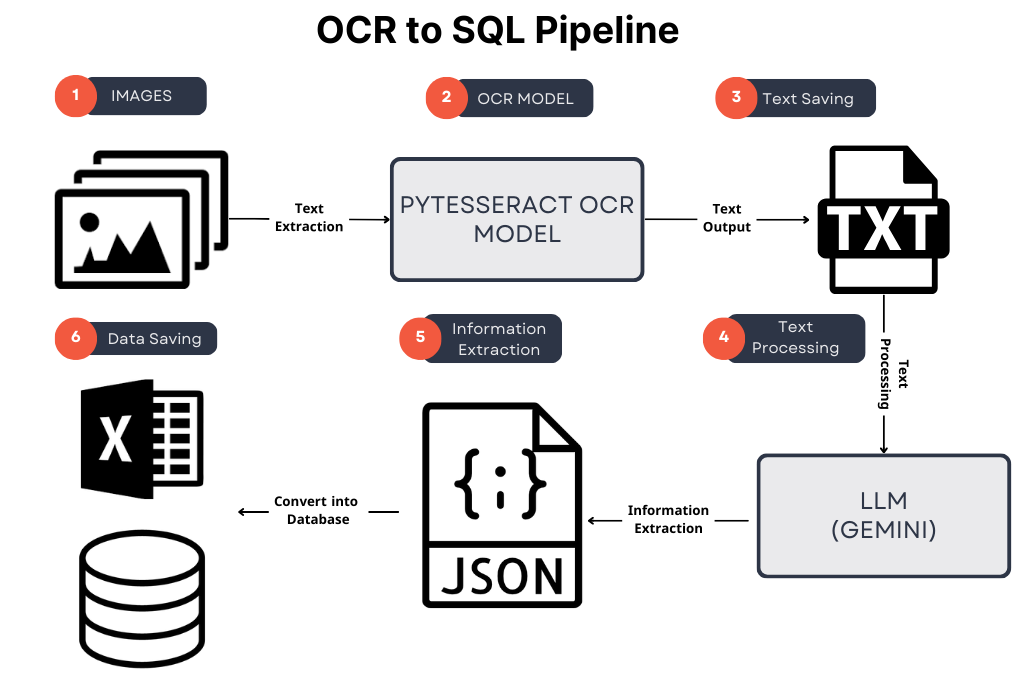 OCR to SQL Pipeline
1 IMAGES
2 OCR MODEL
3 Text Saving
Text
Extraction
PYTESSERACT OCR
MODEL
Text
Output
TXT
4 Text
Processing
Text
Processing
LLM
(GEMINI)
Information
Extraction
5 Information
Extraction
{;}
JSON
Convert into
Database
6 Data Saving
X